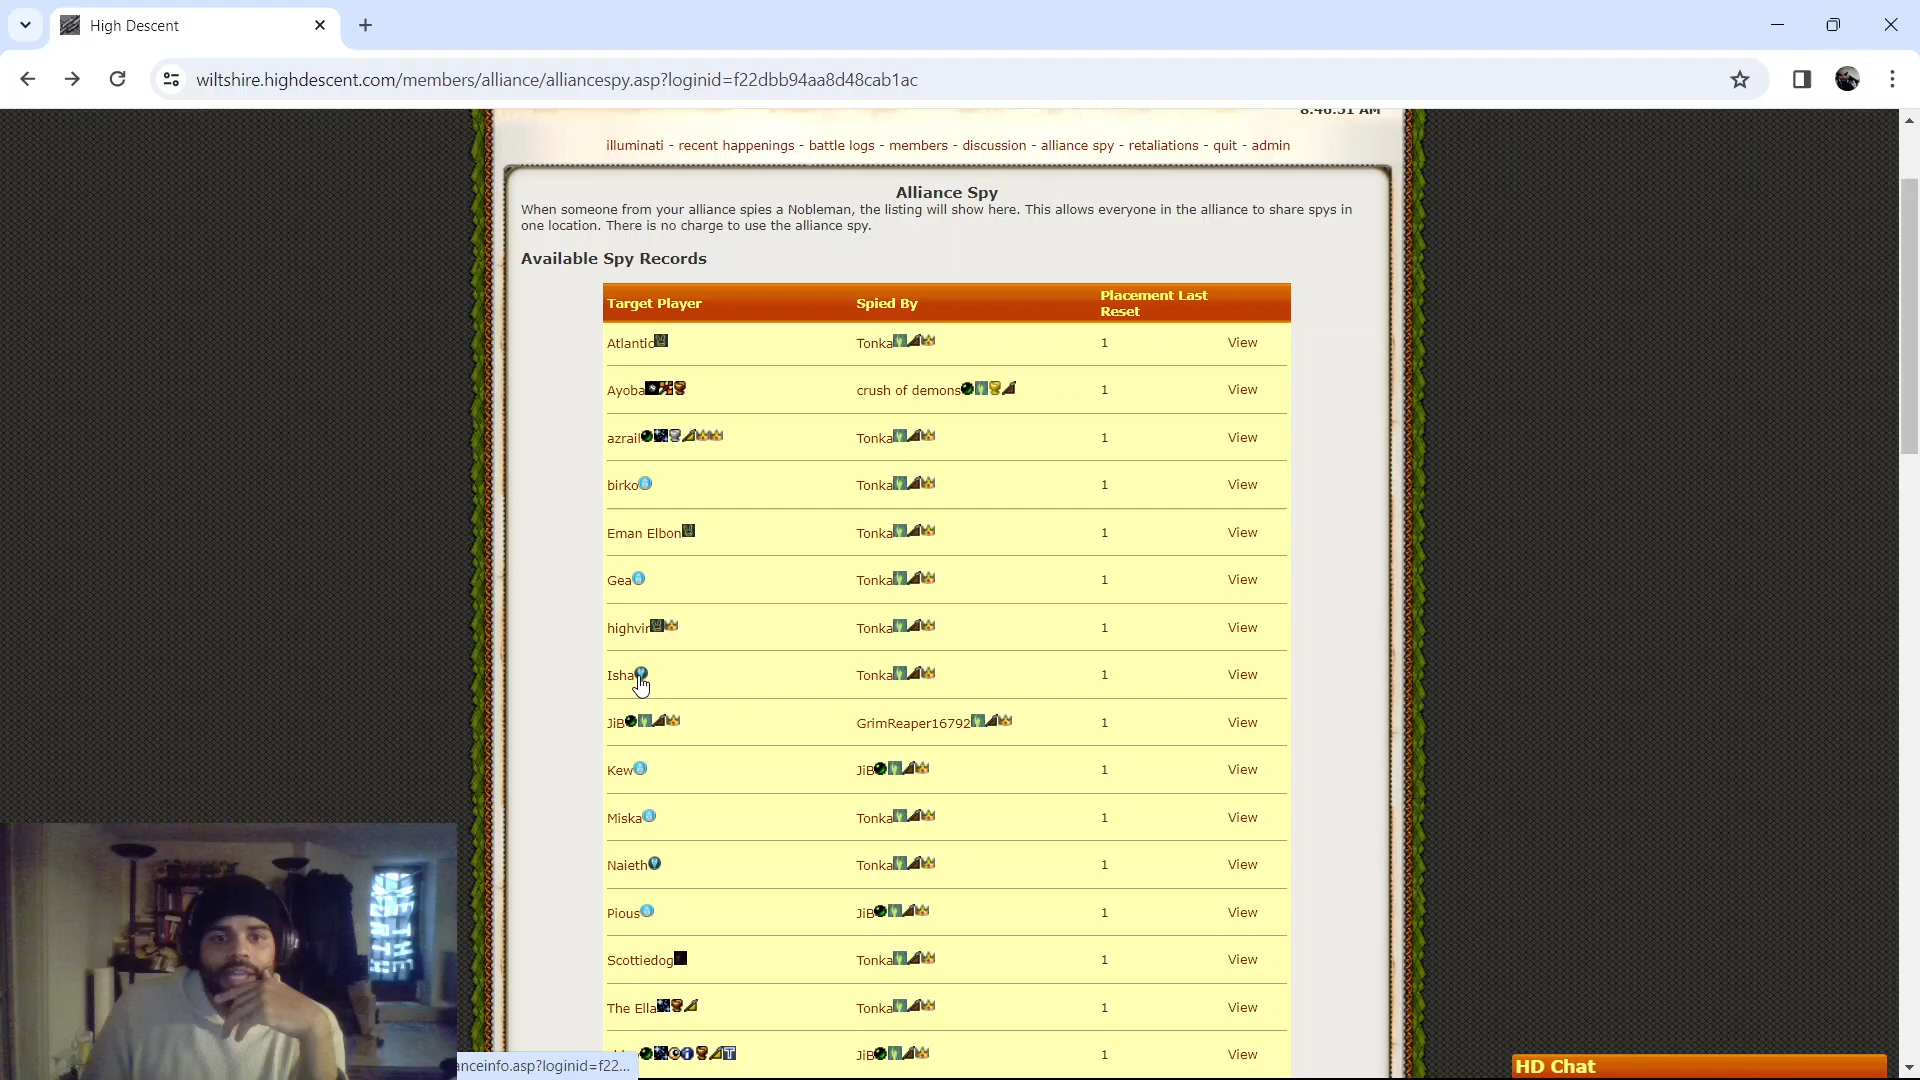 High Descent
wiltshire.highdescent.com/members/alliance/alliancespy.asp?loginid=f22dbb94aa8d48cab1ac
illuminati - recent happenings - battle logs - members - discussion - alliance spy - retaliations - quit - admin
Alliance Spy
When someone from your alliance spies a Nobleman, the listing will show here. This allows everyone in the alliance to share spys in
one location. There is no charge to use the alliance spy.
Available Spy Records
Target Player Spied By Placement Last
Reset
Atlantic Tonka 1 View
Ayoba crush of demons 1 View
azrail Tonka 1 View
birko Tonka 1 View
Eman Elbon Tonka 1 View
Gea Tonka 1 View
highvir Tonka 1 View
Isha Tonka 1 View
JiB GrimReaper16792 1 View
Kew JiB 1 View
Miska Tonka 1 View
Naieth Tonka 1 View
Pious JiB 1 View
Scottiedog Tonka 1 View
The Ella Tonka 1 View
JiB 1 View
anceinfo.asp?loginid=f22...
HD Chat